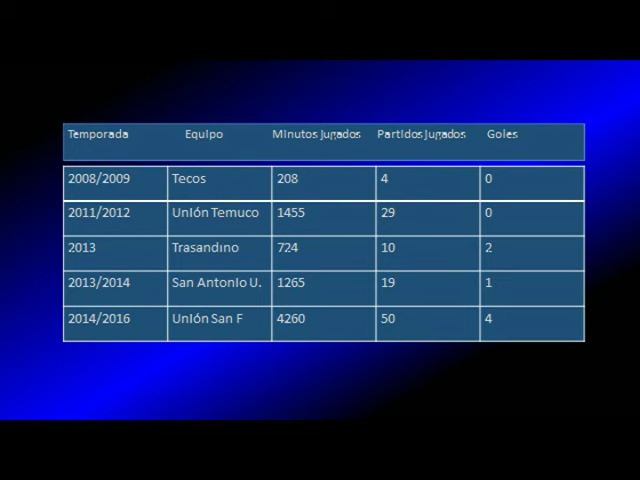 Temporada Equipo Minutos Jugados Partidos Jugados Goles
2008/2009 Tecos 208 4 0
2011/2012 Unión Temuco 1455 29 0
2013 Trasandino 724 10 2
2013/2014 San Antonio U. 1265 19 1
2014/2016 Unión San F 4260 50 4